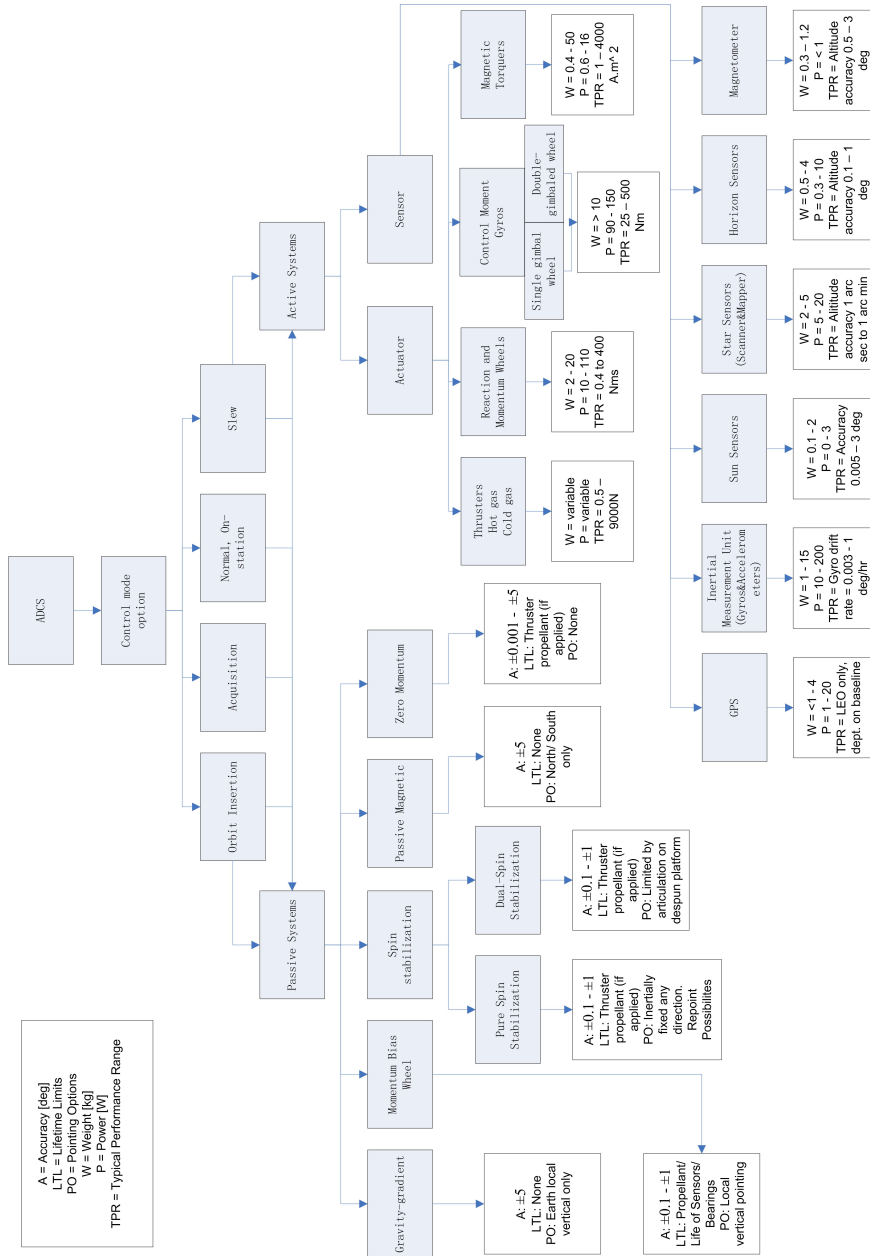 A = Accuracy [deg]
LTL = Lifetime Limits
PO = Pointing Options
W = Weight [kg]
P = Power [W]
TPR = Typical Performance Range
ADCS
Control mode
option
Orbit Insertion
Acquisition
Normal, On-
station
Slew
Passive Systems
Active Systems
Gravity-gradient
Momentum Bias
Wheel
Spin
stabilization
Passive Magnetic
Zero Momentum
Actuator
Sensor
A: ±5
LTL: None
PO: Earth local
vertical only
A: ±0.1 - ±1
LTL: Propellant/
Life of Sensors/
Bearings
PO: Local
vertical pointing
Pure Spin
Stabilization
Dual-Spin
Stabilization
A: ±0.1 - ±1
LTL: Thruster
propellant (if
applied)
PO: Inertially
fixed any
direction.
Repoint
Possibilites
A: ±0.1 - ±1
LTL: Thruster
propellant (if
applied)
PO: Limited by
articulation on
despun platform
A: ±5
LTL: None
PO: North/ South
only
A: ±0.001 - ±5
LTL: Thruster
propellant (if
applied)
PO: None
Thrusters
Hot gas
Cold gas
Reaction and
Momentum Wheels
Control Moment
Gyros
Single gimbal
wheel
Double-
gimbaled wheel
Magnetic
Torquers
W = variable
P = variable
TPR = 0.5 –
9000N
W = 2 - 20
P = 10 - 110
TPR = 0.4 to 400
Nms
W = > 10
P = 90 - 150
TPR = 25 – 500
Nm
W = 0.4 - 50
P = 0.6 - 16
TPR = 1 – 4000
A.m^ 2
GPS
Inertial
Measurement Unit
(Gyros&Accelerom
eters)
Sun Sensors
Star Sensors
(Scanner&Mapper)
Horizon Sensors
Magnetometer
W = <1 - 4
P = 1 - 20
TPR = LEO only,
dept. on baseline
W = 1 - 15
P = 10 - 200
TPR = Gyro drift
rate = 0.003 - 1
deg/hr
W = 0.1 - 2
P = 0 - 3
TPR = Accuracy
0.005 – 3 deg
W = 2 - 5
P = 5 - 20
TPR = Alitiude
accuracy 1 arc
sec to 1 arc min
W = 0.5 - 4
P = 0.3 - 10
TPR = Altitude
accuracy 0.1 – 1
deg
W = 0.3 – 1.2
P = < 1
TPR = Altitude
accuracy 0.5 – 3
deg